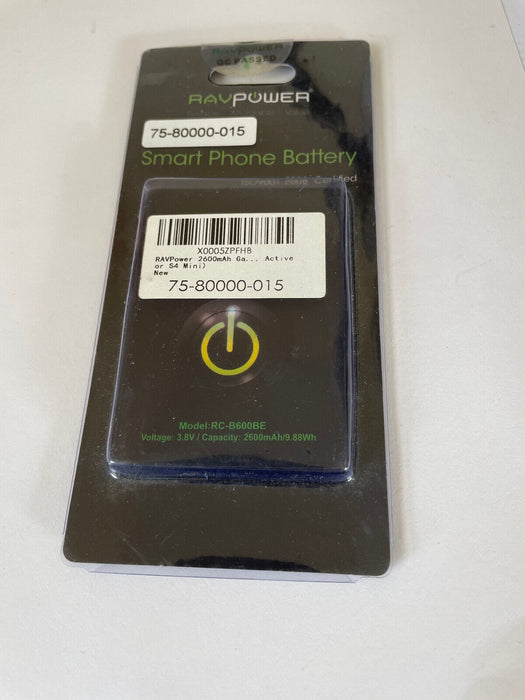 RAVPOWER
QC PASSED
RAVPOWER
75-80000-015
Smart Phone Battery
ISO9001:2008 Certified
X0005ZPFHB
RAVPower 2600mAh Ga... Active
or S4 Mini)
New
75-80000-015
Model:RC-B600BE
Voltage: 3.8V / Capacity: 2600mAh/9.88Wh